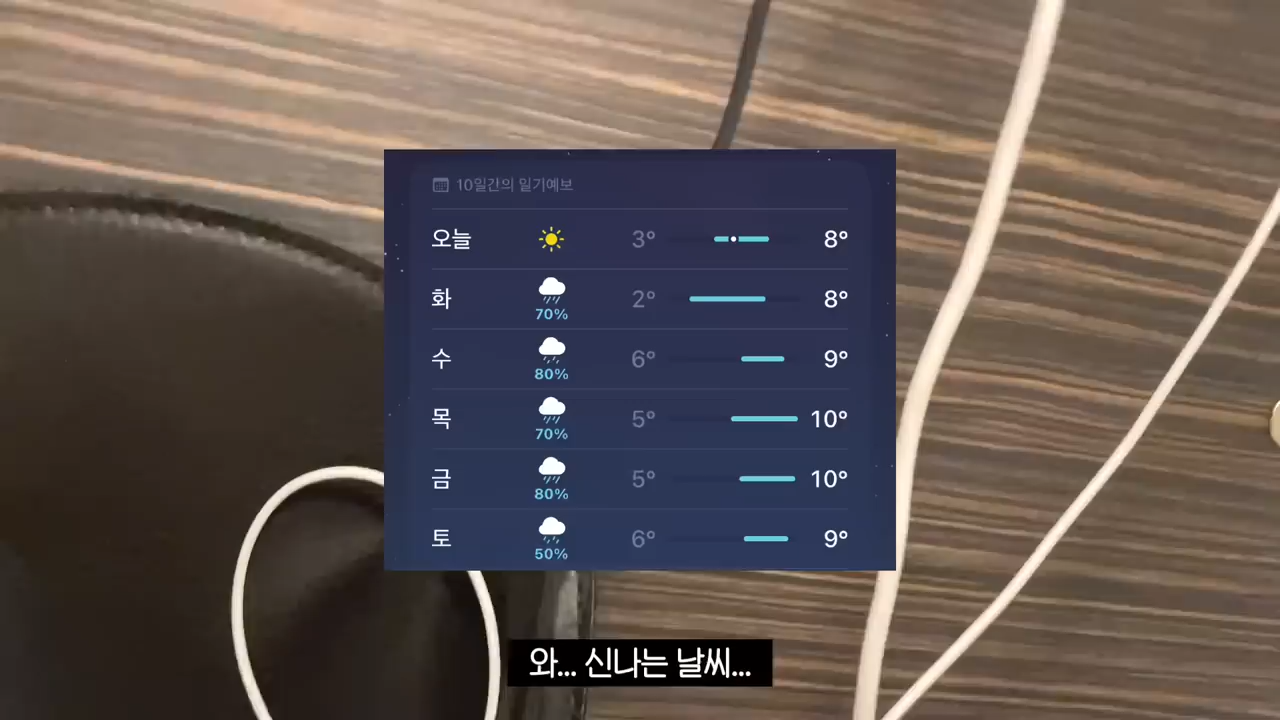 10일간의 일기예보
오늘 3° 8°
화 70% 2° 8°
수 80% 6° 9°
목 70% 5° 10°
금 80% 5° 10°
토 50% 6° 9°
와... 신나는 날씨...